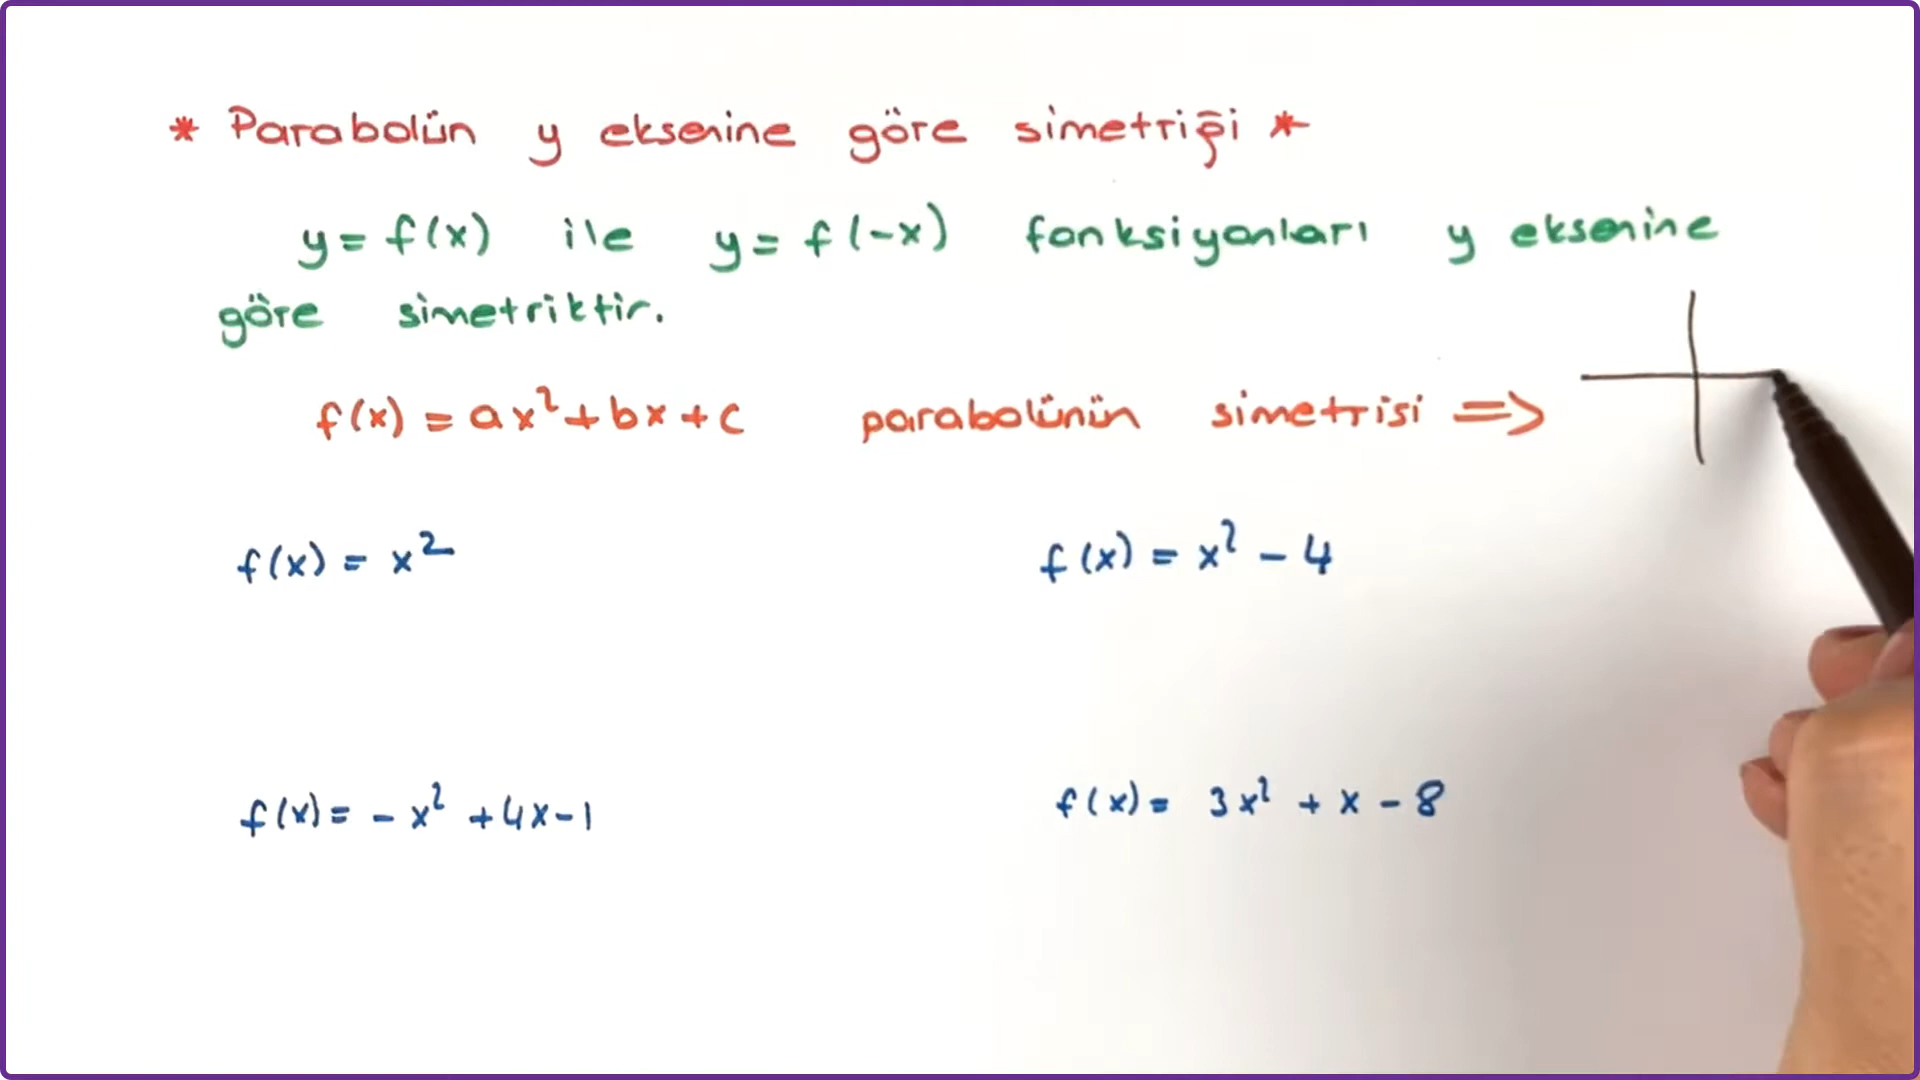 * Parabolün y eksenine göre simetriği *
y = f(x) ile y = f(-x) fonksiyonları y eksenine
göre simetriktir.
f(x) = ax² + bx + c parabolünün simetrisi =>
f(x) = x²
f(x) = x² - 4
f(x) = - x² + 4x - 1
f(x) = 3x² + x - 8